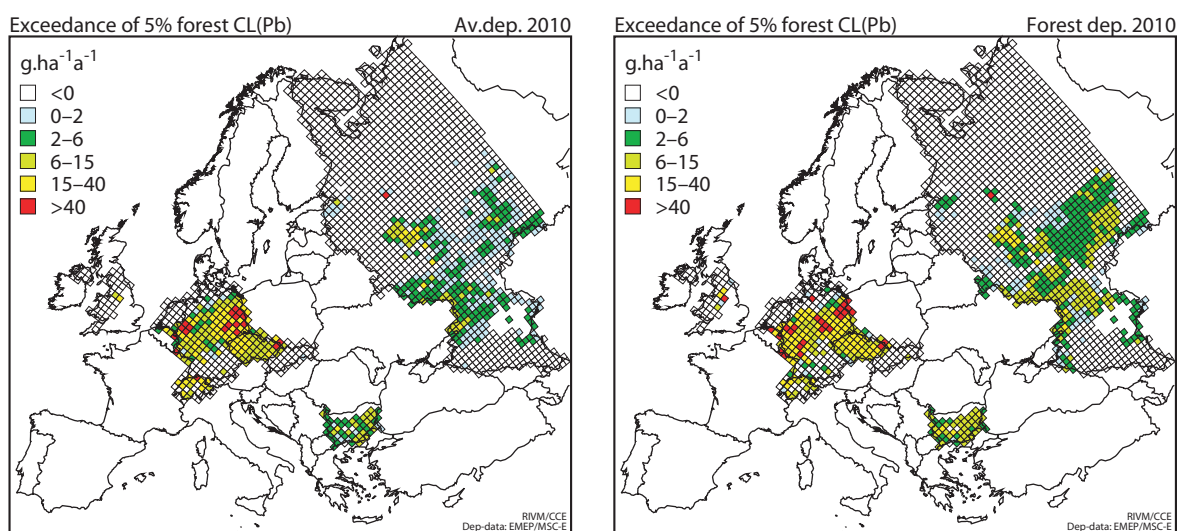 Exceedance of 5% forest CL(Pb) Av.dep. 2010
g.ha⁻¹a⁻¹
<0
0–2
2–6
6–15
15–40
>40
RIVM/CCE
Dep-data: EMEP/MSC-E
Exceedance of 5% forest CL(Pb) Forest dep. 2010
g.ha⁻¹a⁻¹
<0
0–2
2–6
6–15
15–40
>40
RIVM/CCE
Dep-data: EMEP/MSC-E